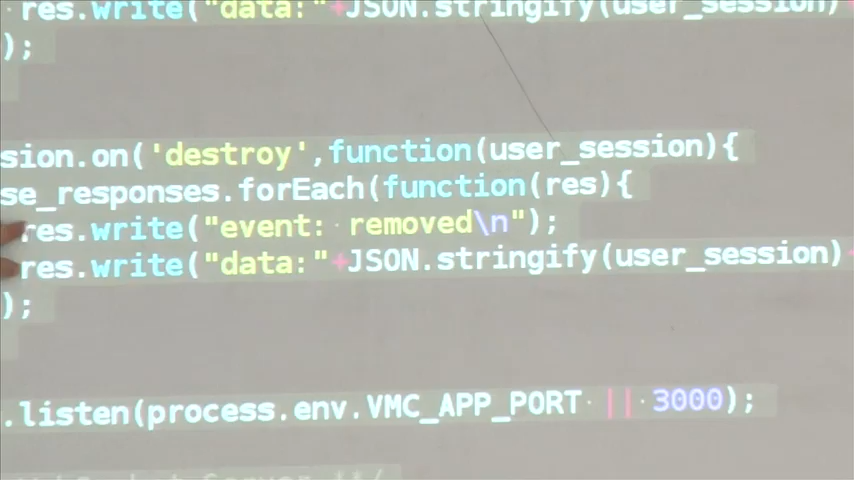 res.write("data:"+JSON.stringify(user_session)+
);
sion.on('destroy',function(user_session){
se_responses.forEach(function(res){
res.write("event: removed\n");
res.write("data:"+JSON.stringify(user_session)+
);
.listen(process.env.VMC_APP_PORT || 3000);